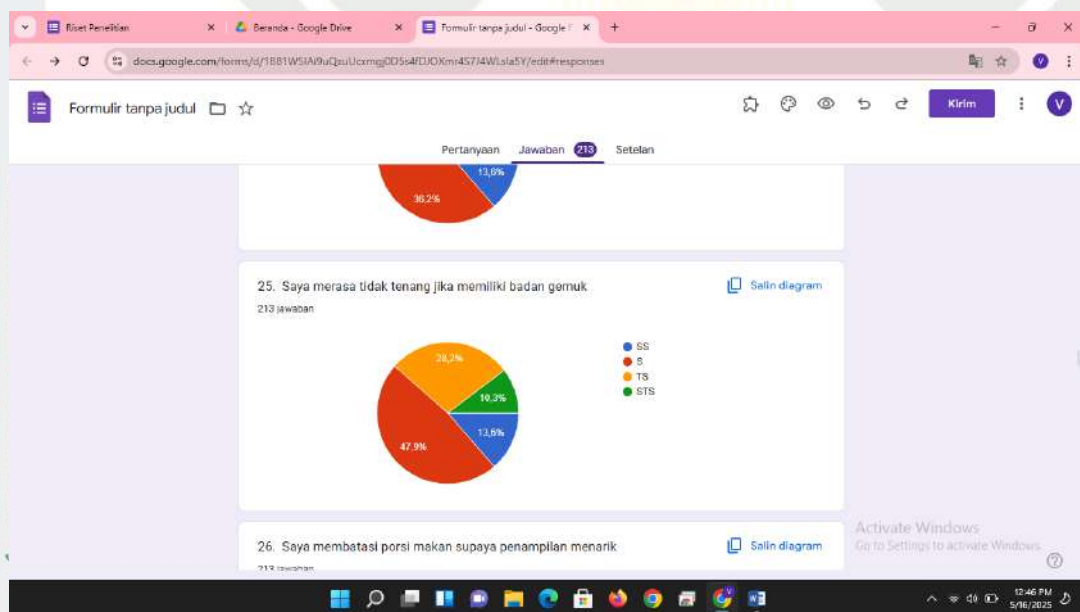 Riset Penelitian
Beranda - Google Drive
Formulir tanpa judul - Google F
Formulir tanpa judul
Kirim
V
Pertanyaan Jawaban 213 Setelan
13,6%
36,2%
25. Saya merasa tidak tenang jika memiliki badan gemuk
Salin diagram
213 jawaban
28,2%
10,3%
13,6%
47,9%
SS
S
TS
STS
26. Saya membatasi porsi makan supaya penampilan menarik
Salin diagram
213 jawaban
Activate Windows
Go to Settings to activate Windows.
12:46 PM
5/16/2025